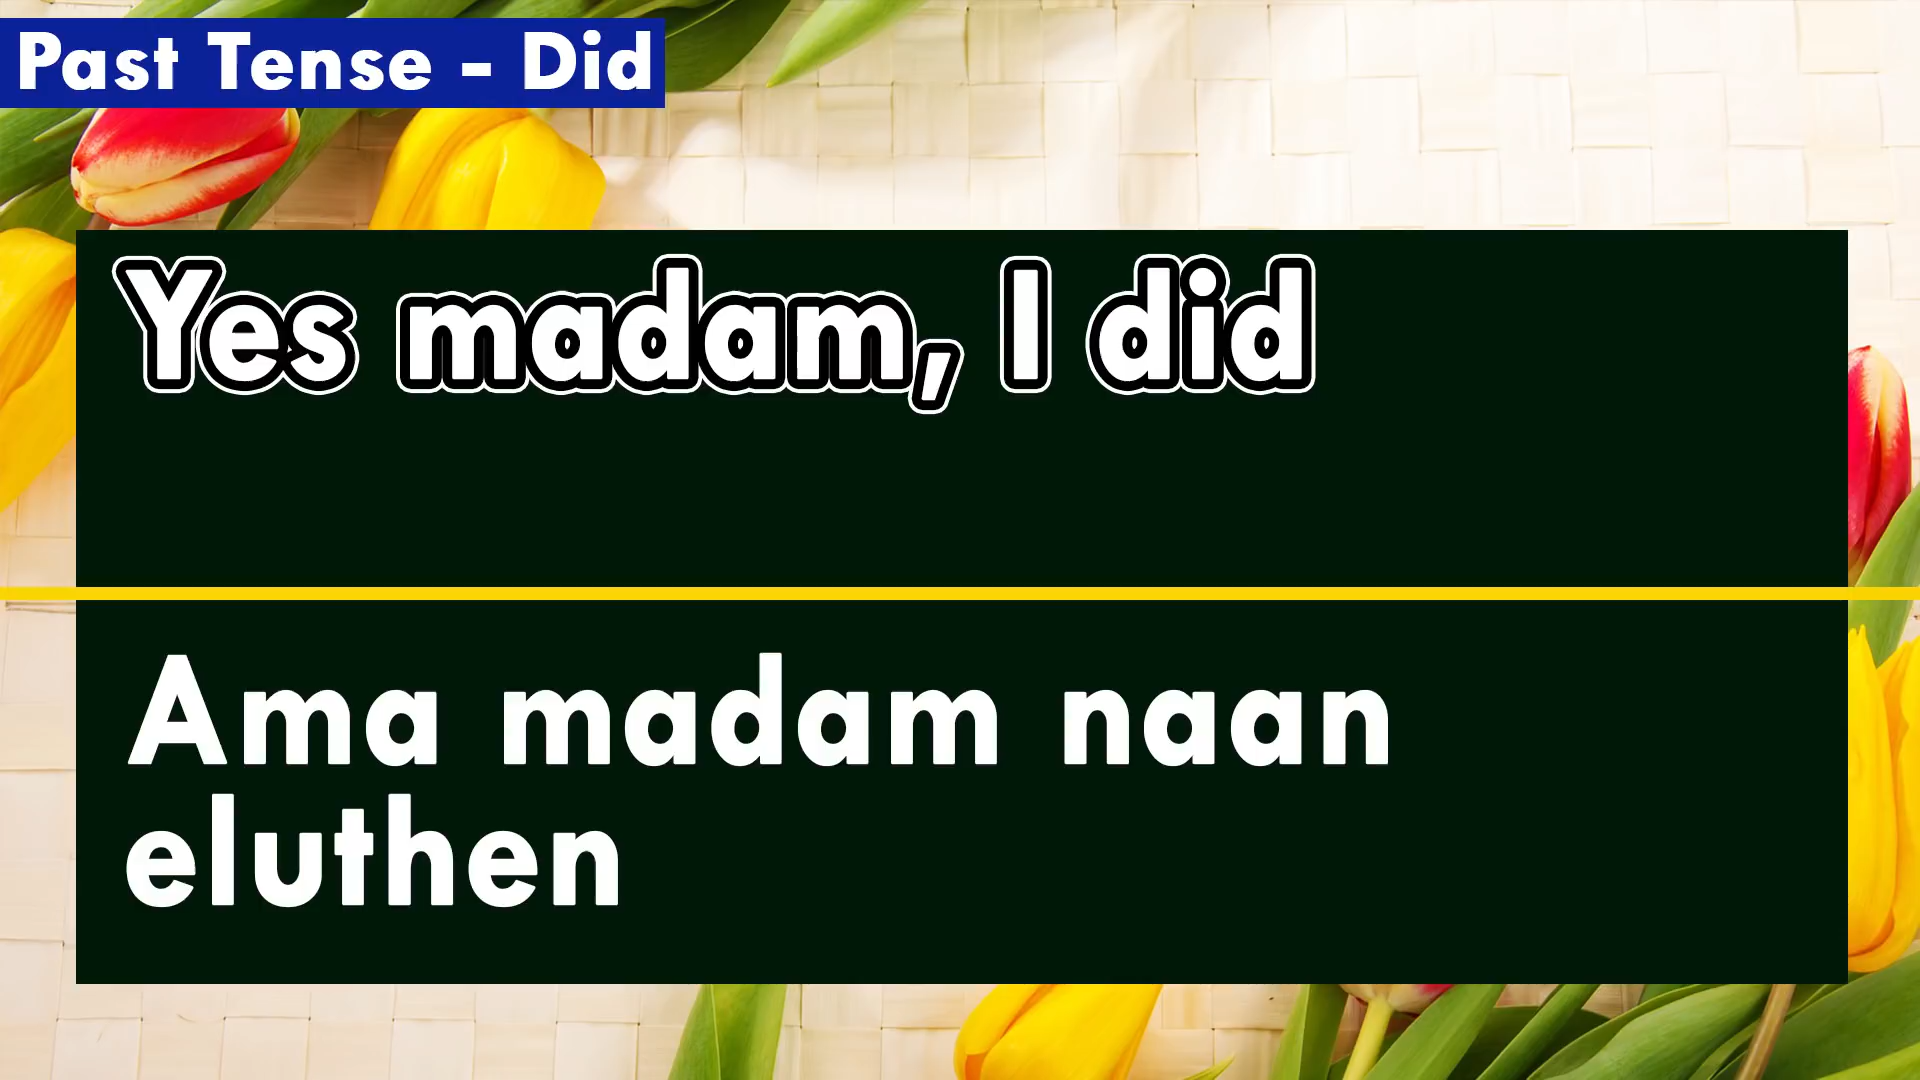 Past Tense - Did
Yes madam, I did
Ama madam naan
eluthen